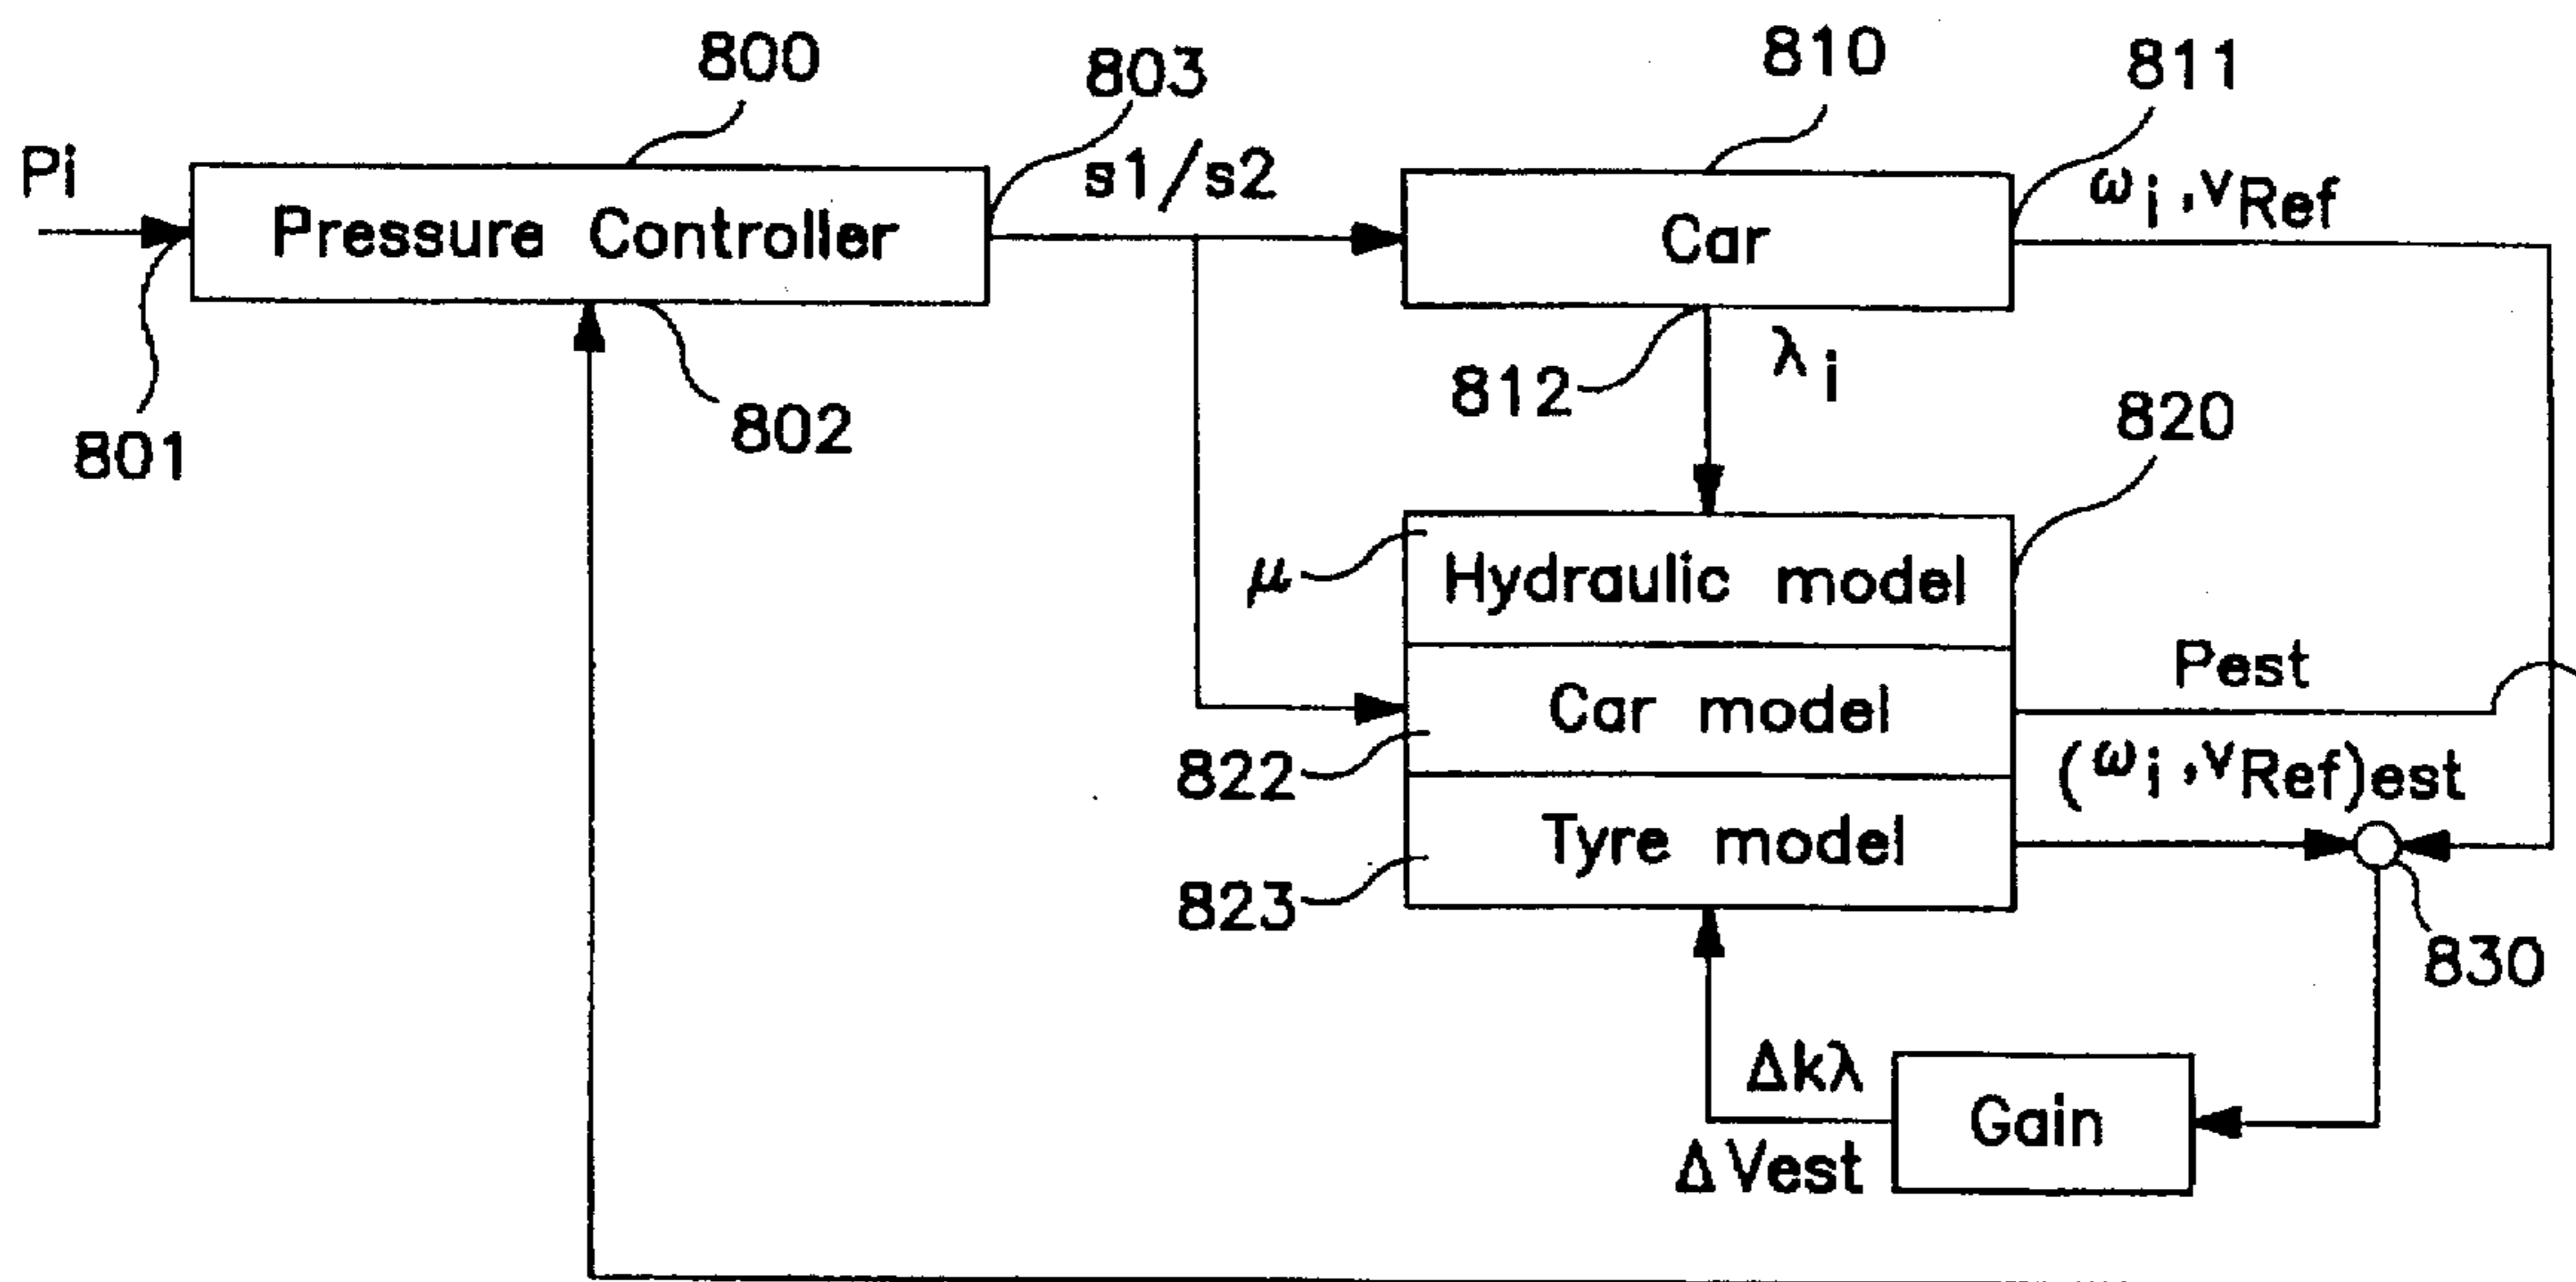 800
803
810
811
Pi
s1/s2
ωi,vRef
Pressure Controller
Car
801
802
812
λi
820
μ
Hydraulic model
Pest
Car model
822
(ωi,vRef)est
Tyre model
823
830
Δkλ
Gain
ΔVest